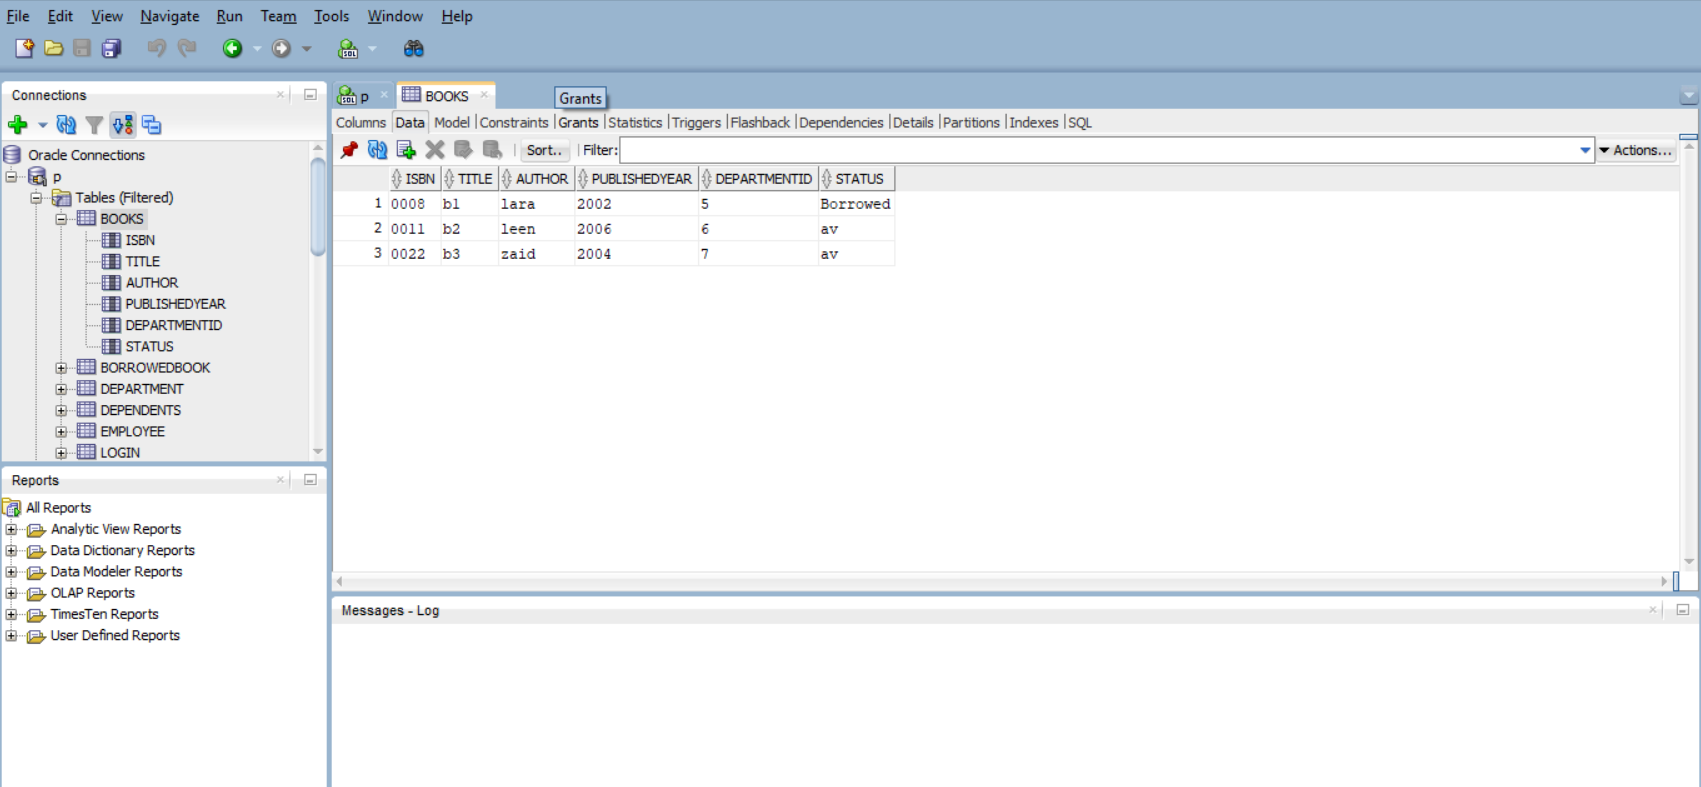 File Edit View Navigate Run Team Tools Window Help
SQL
Connections
Oracle Connections
p
Tables (Filtered)
BOOKS
ISBN
TITLE
AUTHOR
PUBLISHEDYEAR
DEPARTMENTID
STATUS
BORROWEDBOOK
DEPARTMENT
DEPENDENTS
EMPLOYEE
LOGIN
Reports
All Reports
Analytic View Reports
Data Dictionary Reports
Data Modeler Reports
OLAP Reports
TimesTen Reports
User Defined Reports
SQL p BOOKS Grants
Columns Data Model Constraints Grants Statistics Triggers Flashback Dependencies Details Partitions Indexes SQL
Sort.. Filter: Actions...
ISBN TITLE AUTHOR PUBLISHEDYEAR DEPARTMENTID STATUS
1 0008 b1 lara 2002 5 Borrowed
2 0011 b2 leen 2006 6 av
3 0022 b3 zaid 2004 7 av
Messages - Log